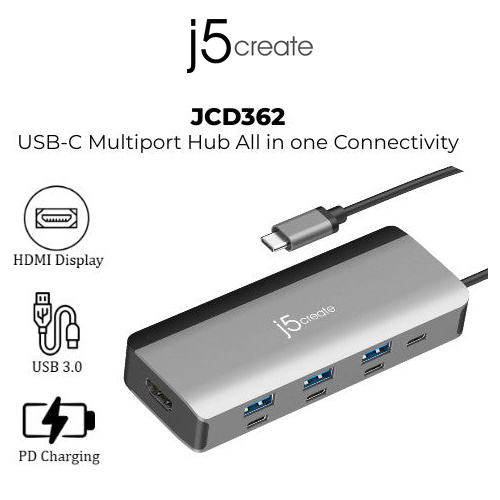 j5create
JCD362
USB-C Multiport Hub All in one Connectivity
HDMI Display
j5create
USB 3.0
PD Charging